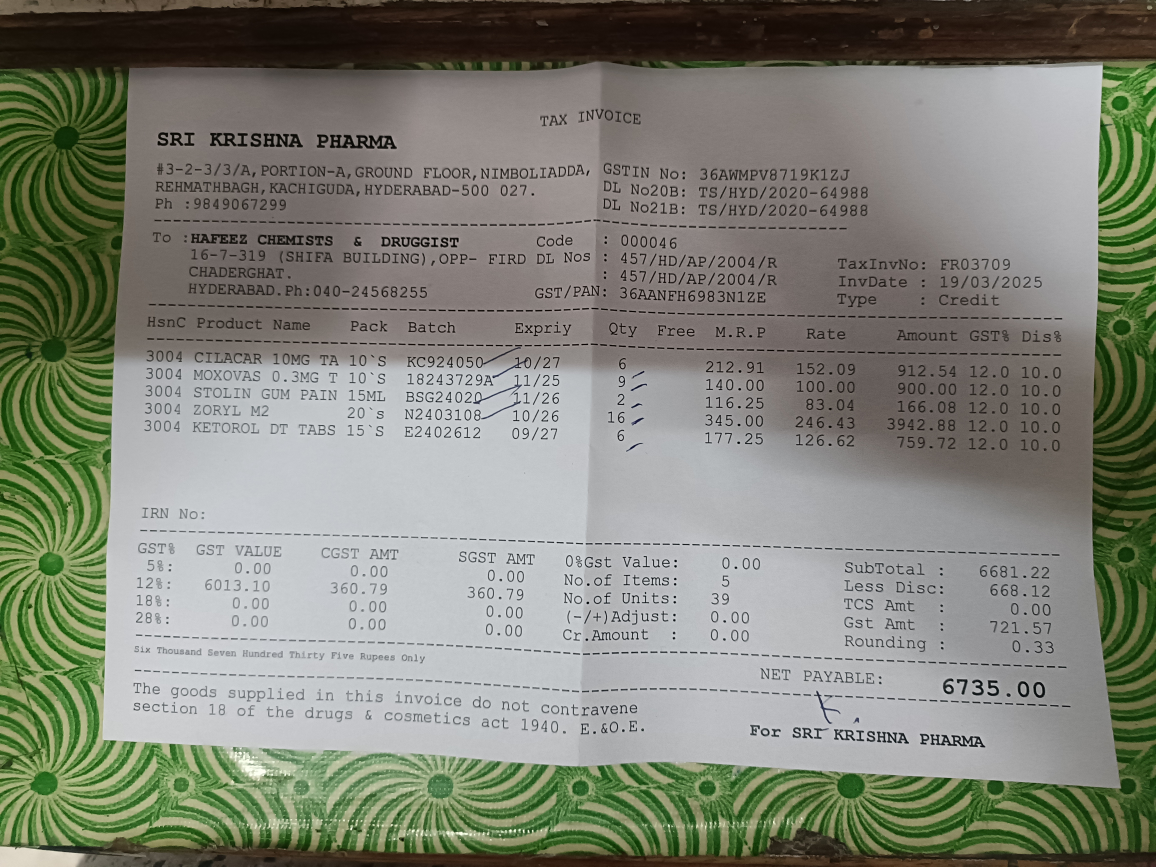 TAX INVOICE
SRI KRISHNA PHARMA
#3-2-3/3/A,PORTION-A,GROUND FLOOR,NIMBOLIADDA, GSTIN No: 36AWMPV8719K1ZJ
REHMATHBAGH,KACHIGUDA,HYDERABAD-500 027. DL No20B: TS/HYD/2020-64988
Ph :9849067299 DL No21B: TS/HYD/2020-64988
To :HAFEEZ CHEMISTS & DRUGGIST Code : 000046
16-7-319 (SHIFA BUILDING),OPP- FIRD DL Nos : 457/HD/AP/2004/R TaxInvNo: FR03709
CHADERGHAT. : 457/HD/AP/2004/R InvDate : 19/03/2025
HYDERABAD.Ph:040-24568255 GST/PAN: 36AANFH6983N1ZE Type : Credit
HsnC Product Name Pack Batch Expriy Qty Free M.R.P Rate Amount GST% Dis%
3004 CILACAR 10MG TA 10`S KC924050 10/27 6 212.91 152.09 912.54 12.0 10.0
3004 MOXOVAS 0.3MG T 10`S 18243729A 11/25 9 140.00 100.00 900.00 12.0 10.0
3004 STOLIN GUM PAIN 15ML BSG24020 11/26 2 116.25 83.04 166.08 12.0 10.0
3004 ZORYL M2 20`s N2403108 10/26 16 345.00 246.43 3942.88 12.0 10.0
3004 KETOROL DT TABS 15`S E2402612 09/27 6 177.25 126.62 759.72 12.0 10.0
IRN No:
GST% GST VALUE CGST AMT SGST AMT 0%Gst Value: 0.00 SubTotal : 6681.22
5%: 0.00 0.00 0.00 No.of Items: 5 Less Disc: 668.12
12%: 6013.10 360.79 360.79 No.of Units: 39 TCS Amt : 0.00
18%: 0.00 0.00 0.00 (-/+)Adjust: 0.00 Gst Amt : 721.57
28%: 0.00 0.00 0.00 Cr.Amount : 0.00 Rounding : 0.33
Six Thousand Seven Hundred Thirty Five Rupees Only
NET PAYABLE: 6735.00
The goods supplied in this invoice do not contravene
section 18 of the drugs & cosmetics act 1940. E.&O.E.
For SRI KRISHNA PHARMA